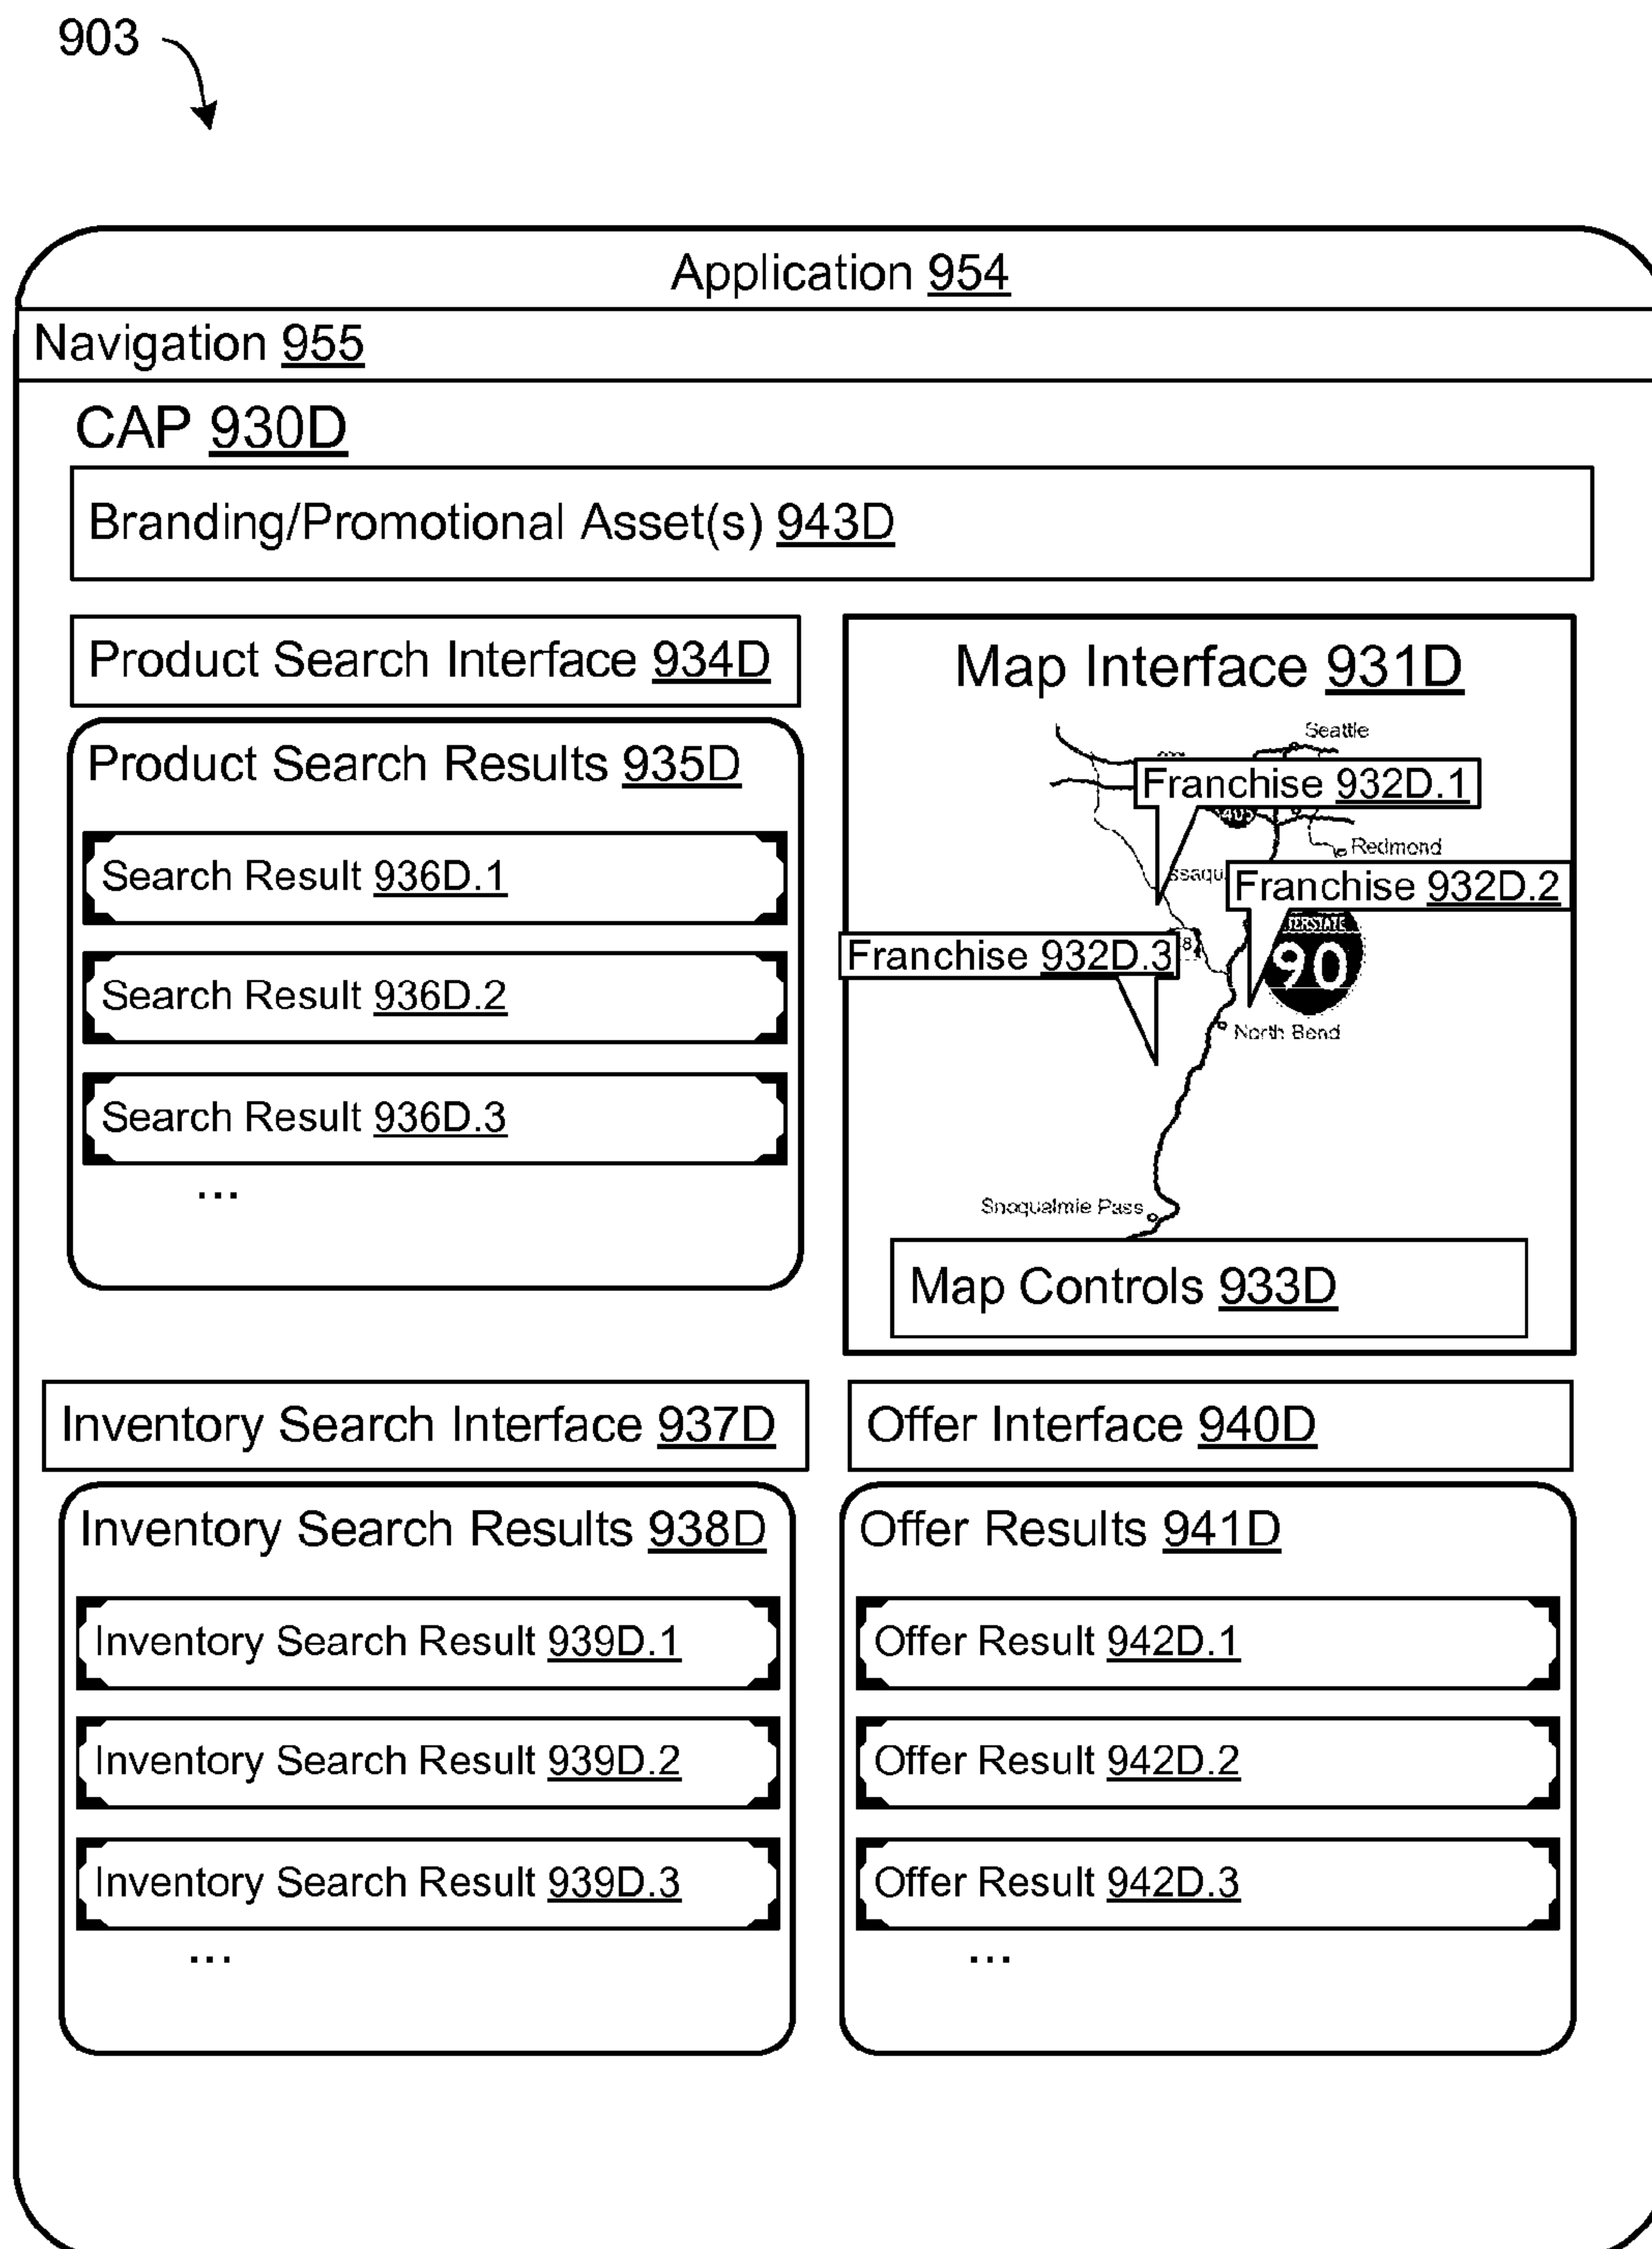 903
Application 954
Navigation 955
CAP 930D
Branding/Promotional Asset(s) 943D
Product Search Interface 934D
Product Search Results 935D
Search Result 936D.1
Search Result 936D.2
Search Result 936D.3
...
Map Interface 931D
Seattle
Franchise 932D.1
405
Redmond
ssaqu
Franchise 932D.2
90
Franchise 932D.3
8
North Bend
Snoqualmie Pass
Map Controls 933D
Inventory Search Interface 937D
Inventory Search Results 938D
Inventory Search Result 939D.1
Inventory Search Result 939D.2
Inventory Search Result 939D.3
...
Offer Interface 940D
Offer Results 941D
Offer Result 942D.1
Offer Result 942D.2
Offer Result 942D.3
...